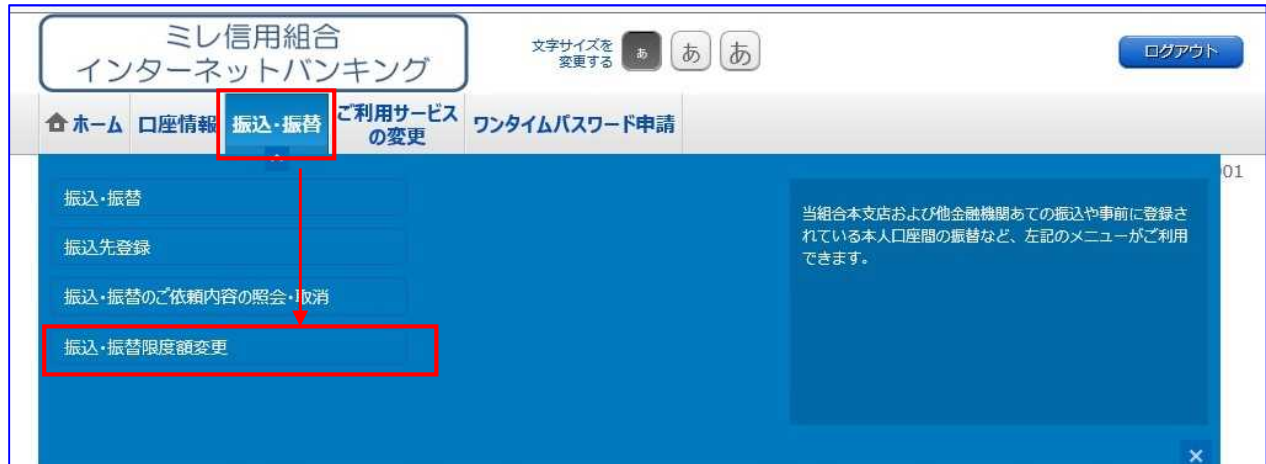 ミレ信用組合
インターネットバンキング
文字サイズを
変更する
あ
あ
あ
ログアウト
ホーム
口座情報
振込・振替
ご利用サービス
の変更
ワンタイムパスワード申請
01
振込・振替
振込先登録
振込・振替のご依頼内容の照会・取消
振込・振替限度額変更
当組合本支店および他金融機関あての振込や事前に登録さ
れている本人口座間の振替など、左記のメニューがご利用
できます。